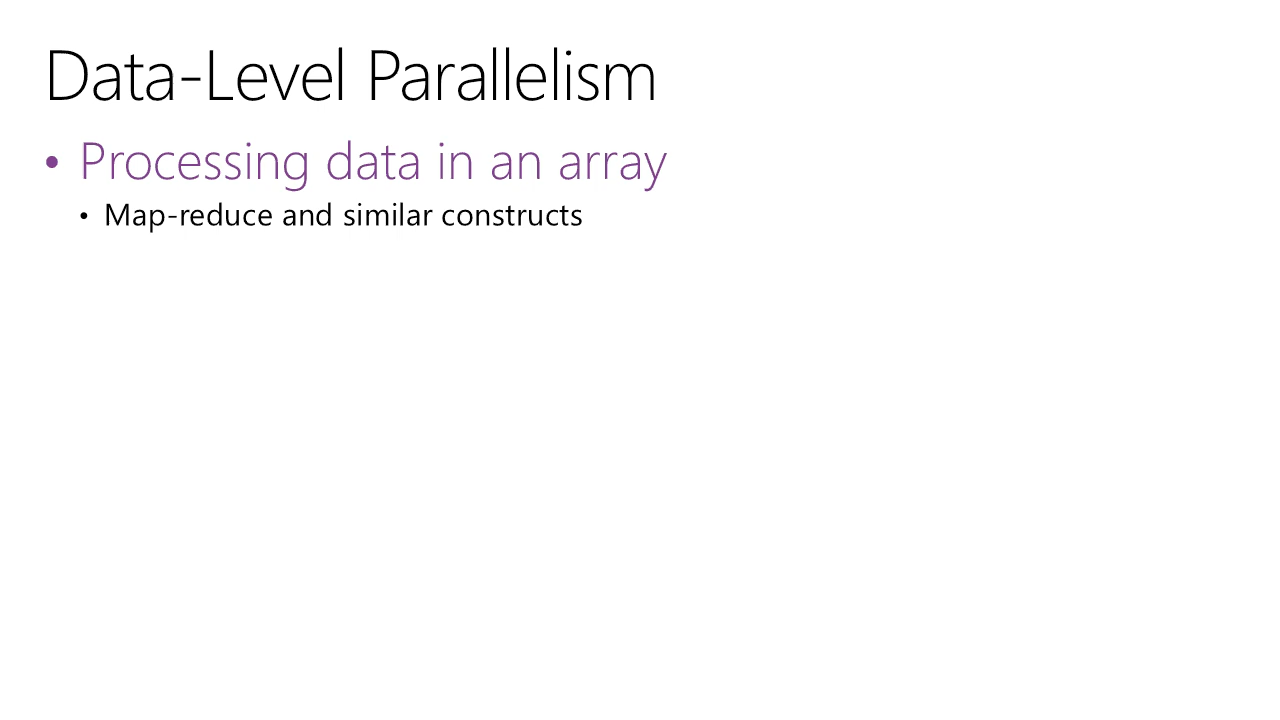 Data-Level Parallelism
• Processing data in an array
• Map-reduce and similar constructs